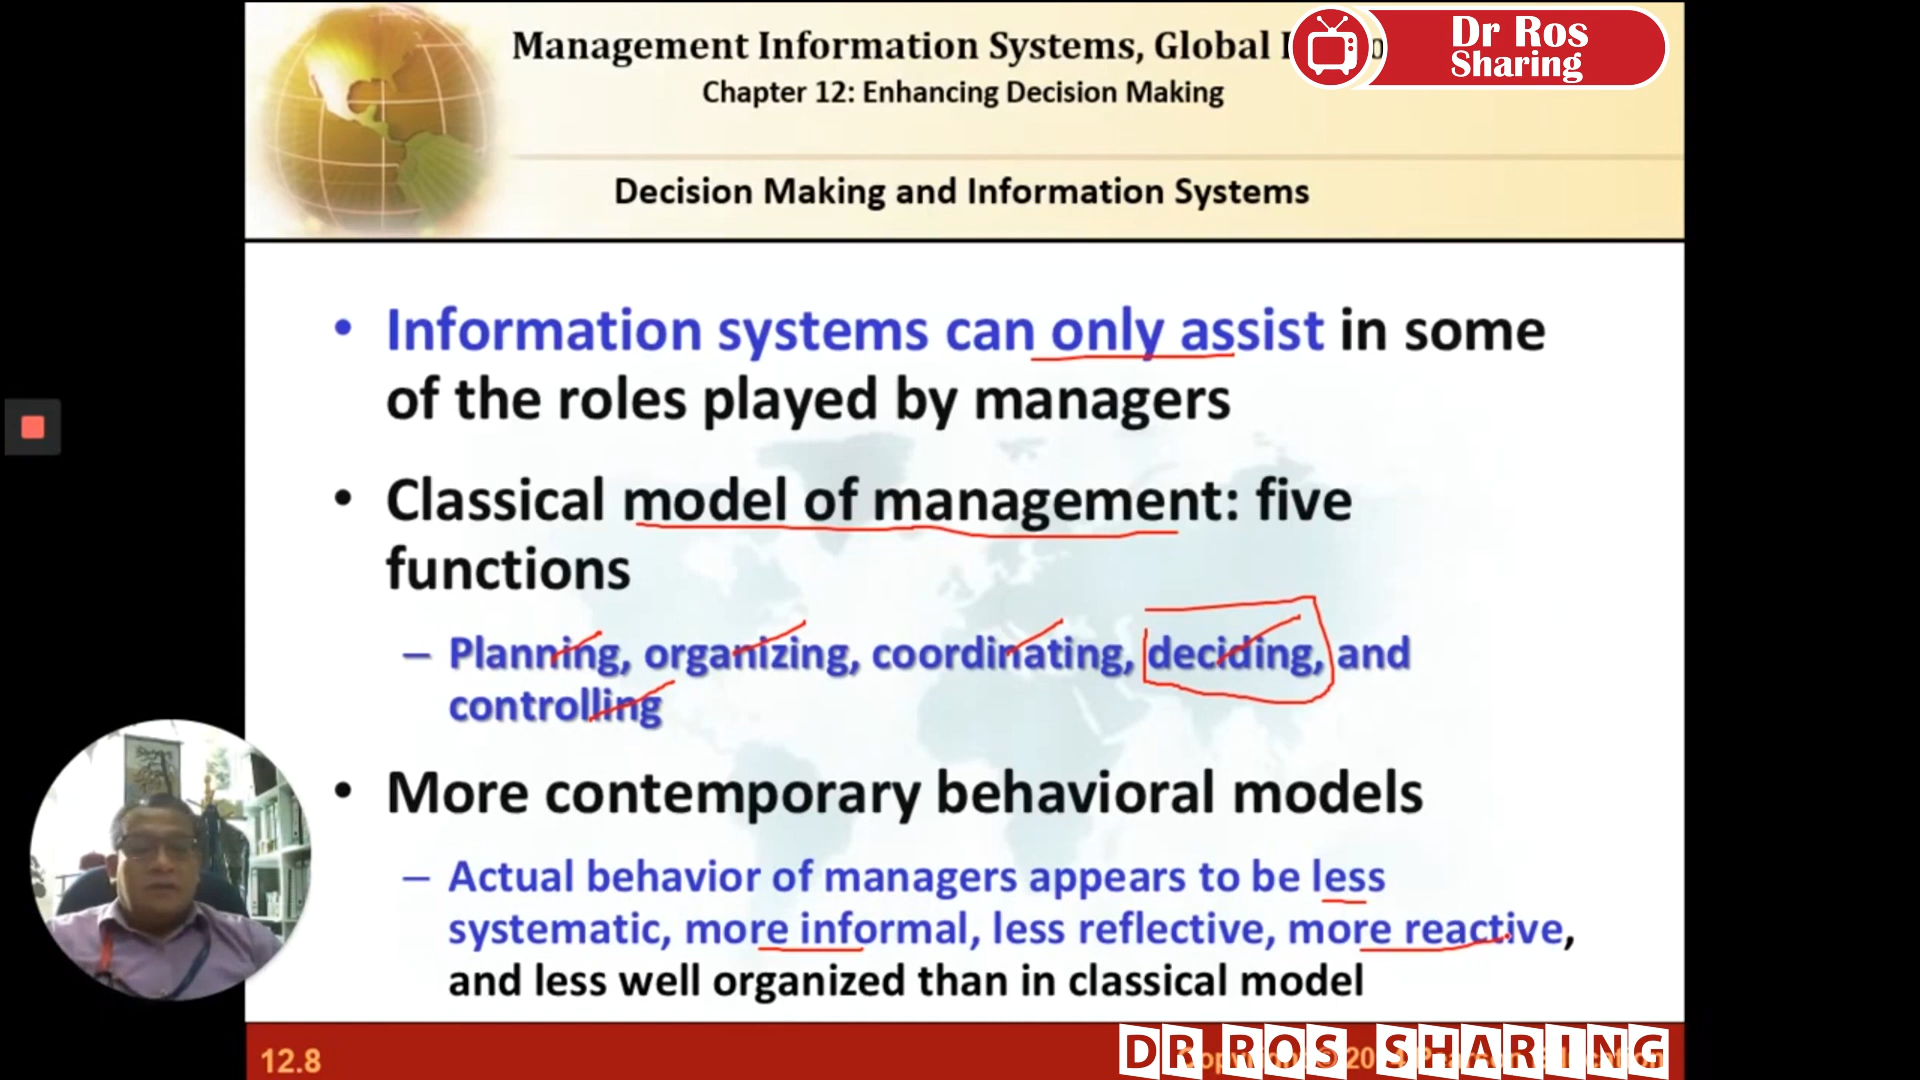 Management Information Systems, Global
Dr Ros
Sharing
Chapter 12: Enhancing Decision Making
Decision Making and Information Systems
• Information systems can only assist in some
of the roles played by managers
• Classical model of management: five
functions
– Planning, organizing, coordinating, deciding, and
controlling
• More contemporary behavioral models
– Actual behavior of managers appears to be less
systematic, more informal, less reflective, more reactive,
and less well organized than in classical model
12.8
DR ROS SHARING